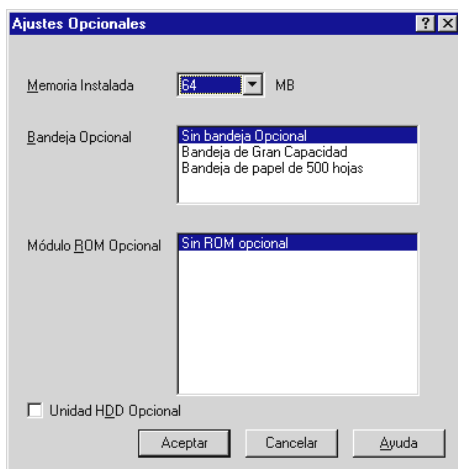 Ajustes Opcionales
Memoria Instalada 64 MB
Bandeja Opcional Sin bandeja Opcional
Bandeja de Gran Capacidad
Bandeja de papel de 500 hojas
Módulo ROM Opcional Sin ROM opcional
Unidad HDD Opcional
Aceptar Cancelar Ayuda